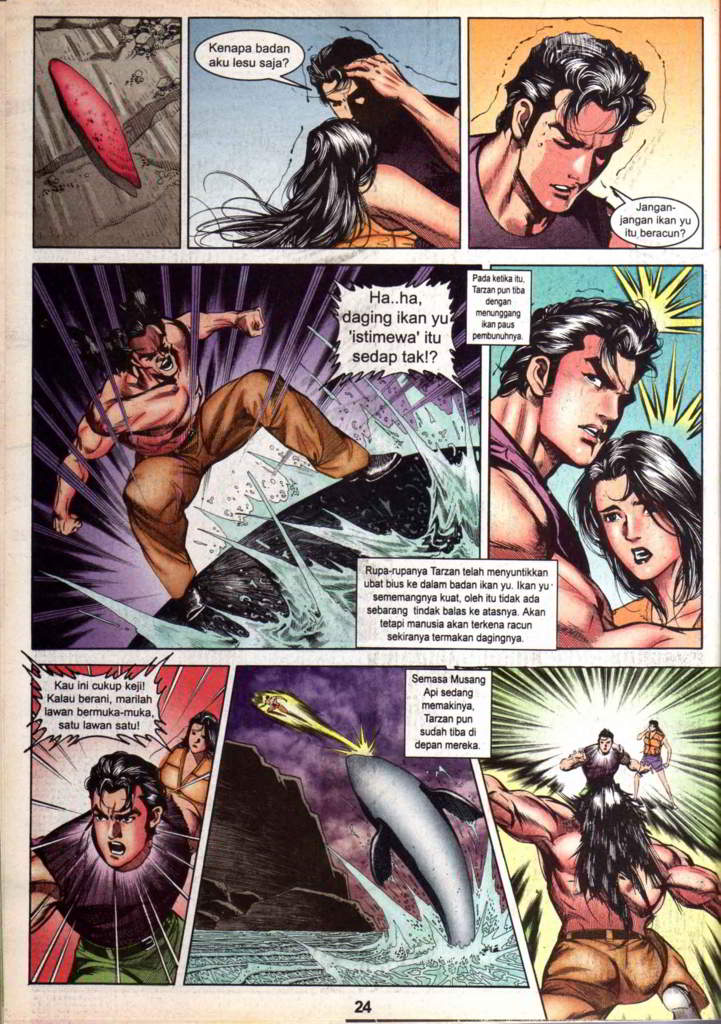 Kenapa badan
aku lesu saja?
Jangan-
jangan ikan yu
itu beracun?
Ha..ha,
daging ikan yu
'istimewa' itu
sedap tak!?
Pada ketika itu,
Tarzan pun tiba
dengan
menunggang
ikan paus
pembunuhnya.
Rupa-rupanya Tarzan telah menyuntikkan
ubat bius ke dalam badan ikan yu. Ikan yu
sememangnya kuat, oleh itu tidak ada
sebarang tindak balas ke atasnya. Akan
tetapi manusia akan terkena racun
sekiranya termakan dagingnya.
Kau ini cukup keji!
Kalau berani, marilah
lawan bermuka-muka,
satu lawan satu!
Semasa Musang
Api sedang
memakinya,
Tarzan pun
sudah tiba di
depan mereka.
24